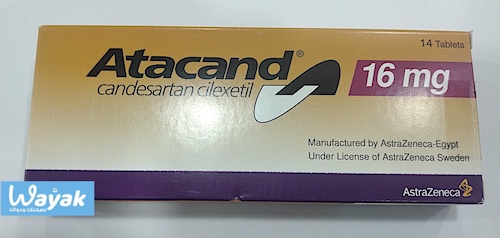 14 Tablets
Atacand®
candesartan cilexetil
16 mg
Manufactured by AstraZeneca-Egypt
Under License of AstraZeneca Sweden
AstraZeneca
Wayak